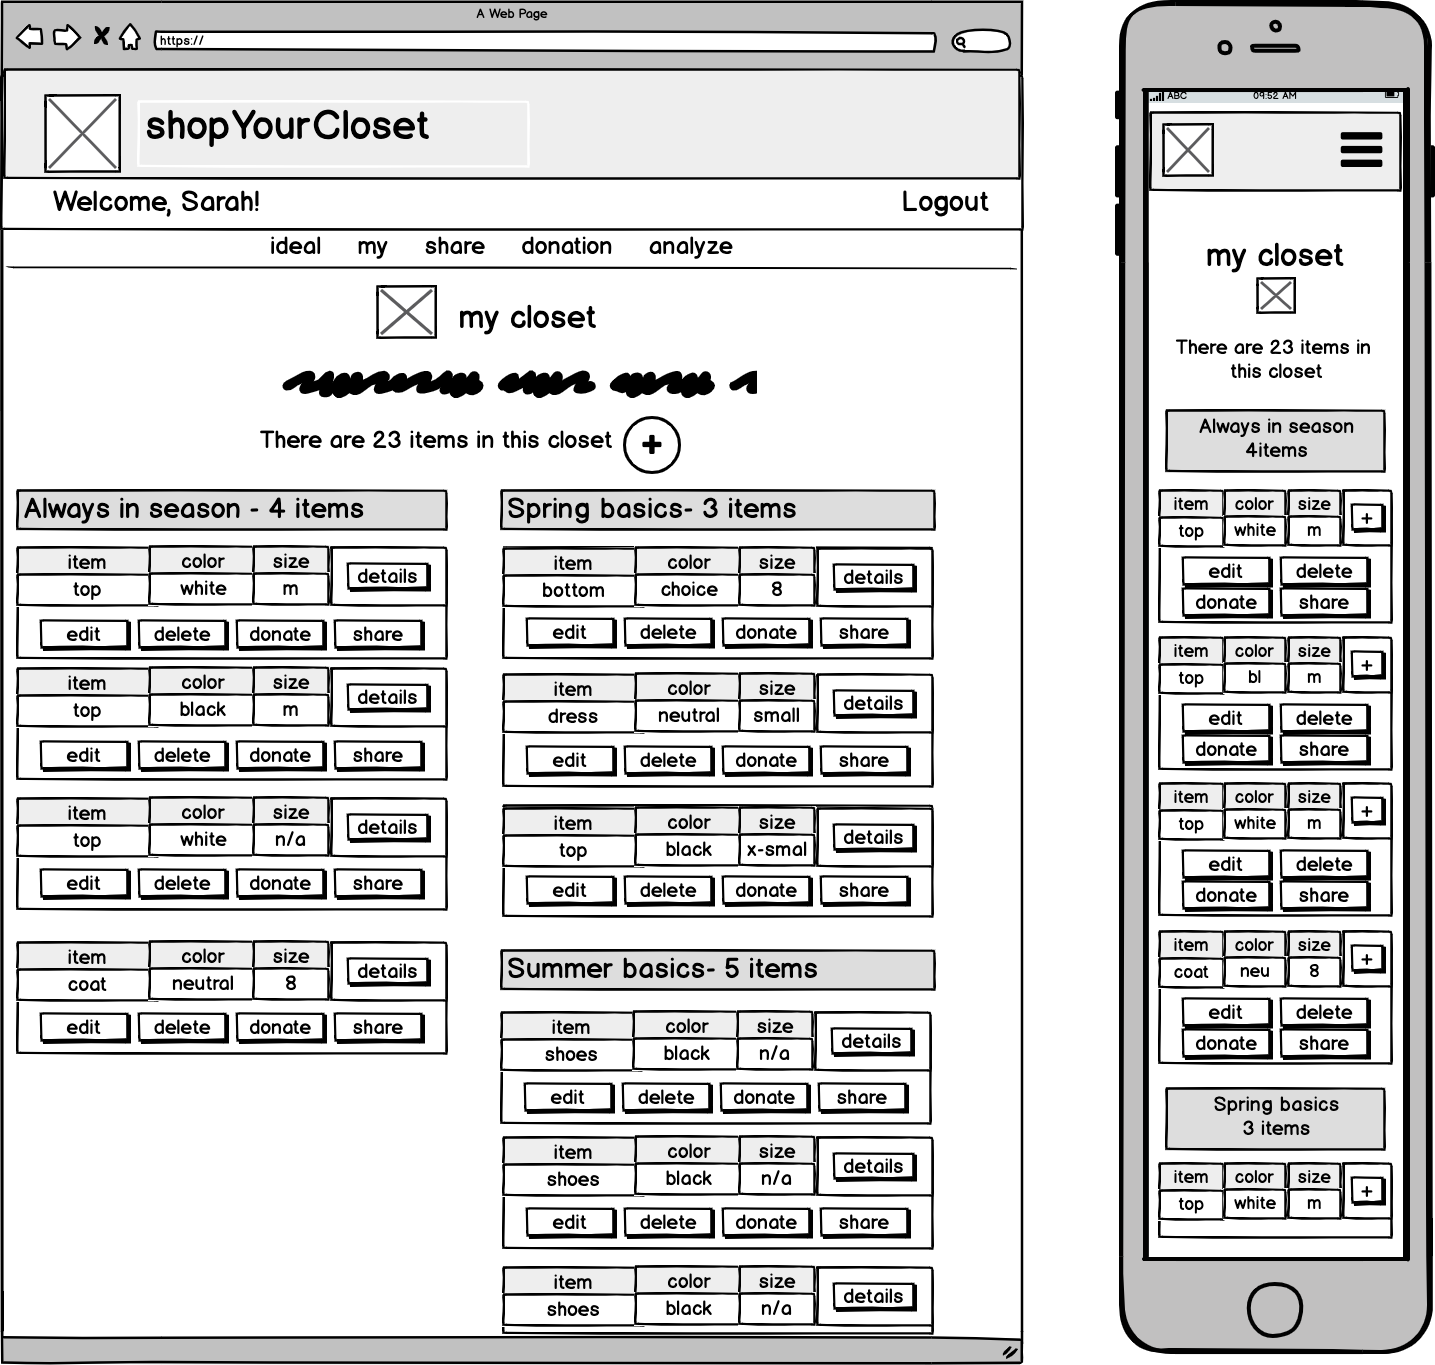 A Web Page
https://
shopYourCloset
Welcome, Sarah!
Logout
ideal my share donation analyze
my closet
There are 23 items in this closet +
Always in season - 4 items
item color size
top white m
details
edit delete donate share
item color size
top black m
details
edit delete donate share
item color size
top white n/a
details
edit delete donate share
item color size
coat neutral 8
details
edit delete donate share
Spring basics- 3 items
item color size
bottom choice 8
details
edit delete donate share
item color size
dress neutral small
details
edit delete donate share
item color size
top black x-smal
details
edit delete donate share
Summer basics- 5 items
item color size
shoes black n/a
details
edit delete donate share
item color size
shoes black n/a
details
edit delete donate share
item color size
shoes black n/a
details
ABC 09:52 AM
my closet
There are 23 items in
this closet
Always in season
4items
item color size
top white m
+
edit delete
donate share
item color size
top bl m
+
edit delete
donate share
item color size
top white m
+
edit delete
donate share
item color size
coat neu 8
+
edit delete
donate share
Spring basics
3 items
item color size
top white m
+